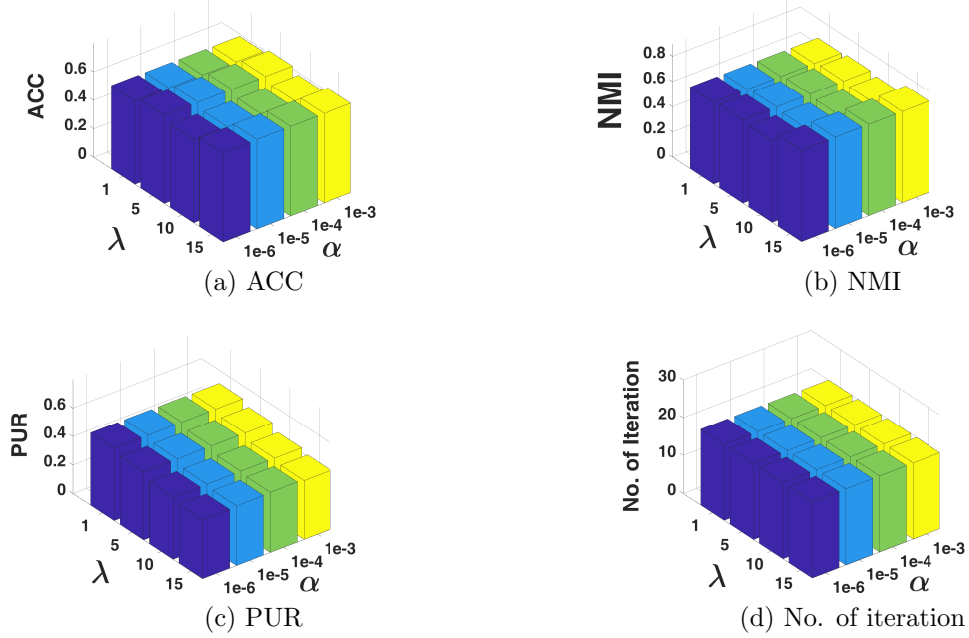 ACC
0.6
0.4
0.2
0
1
5
10
15
λ
1e-6
1e-5
1e-4
1e-3
α
(a) ACC
NMI
0.8
0.6
0.4
0.2
0
1
5
10
15
λ
1e-6
1e-5
1e-4
1e-3
α
(b) NMI
PUR
0.6
0.4
0.2
0
1
5
10
15
λ
1e-6
1e-5
1e-4
1e-3
α
(c) PUR
No. of Iteration
30
20
10
0
1
5
10
15
λ
1e-6
1e-5
1e-4
1e-3
α
(d) No. of iteration